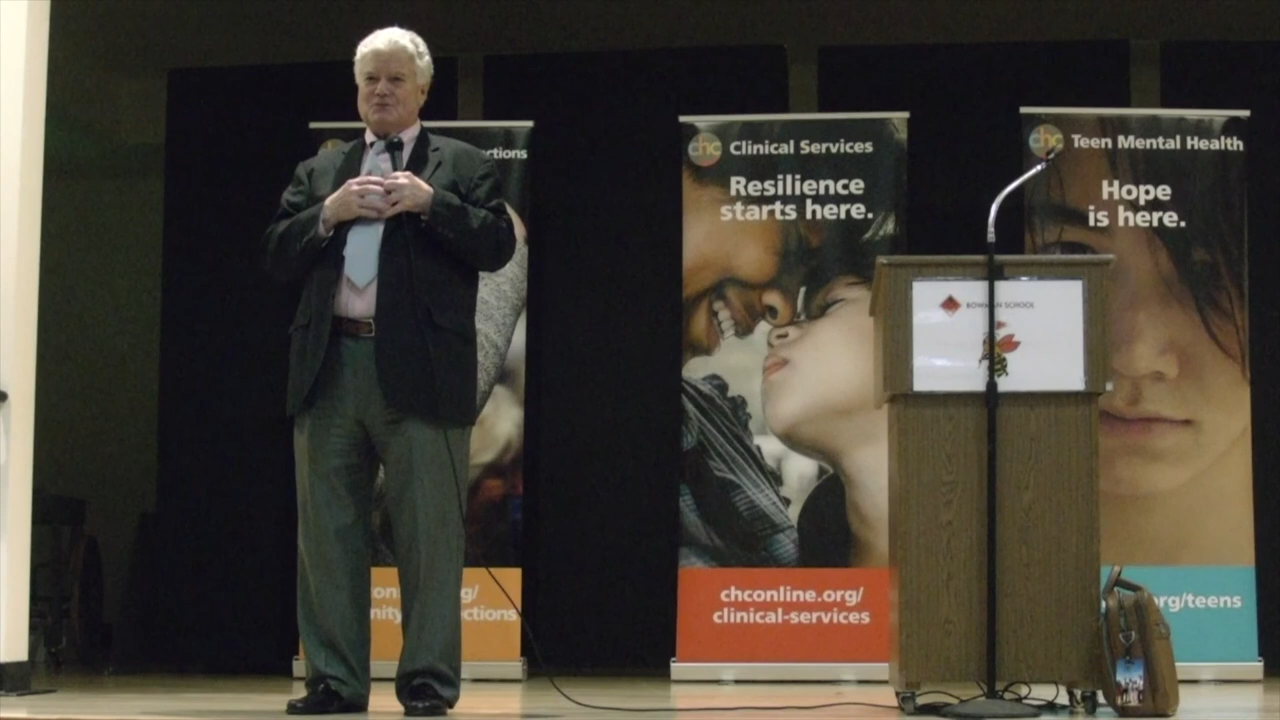 chc Clinical Services
Resilience
starts here.
chconline.org/
clinical-services
chc Teen Mental Health
Hope
is here.
org/teens
SCHOOL
ctions
ections